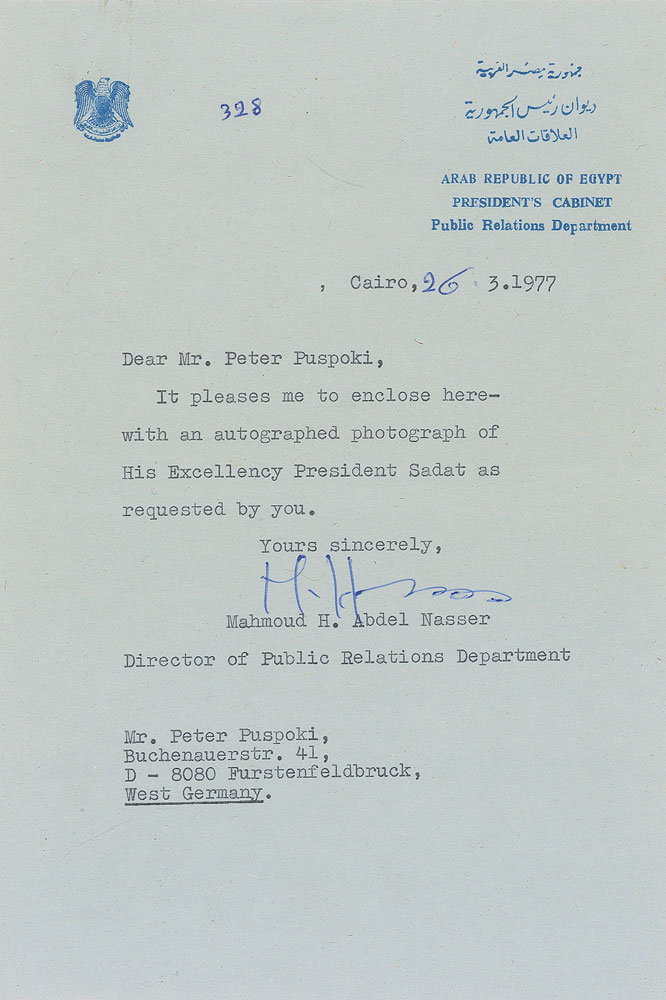 328
جمهورية مصر العربية
ديوان رئيس الجمهورية
العلاقات العامة
ARAB REPUBLIC OF EGYPT
PRESIDENT'S CABINET
Public Relations Department
, Cairo, 26 . 3.1977
Dear Mr. Peter Puspoki,
It pleases me to enclose here-
with an autographed photograph of
His Excellency President Sadat as
requested by you.
Yours sincerely,
Mahmoud H. Abdel Nasser
Director of Public Relations Department
Mr. Peter Puspoki,
Buchenauerstr. 41,
D - 8080 Furstenfeldbruck,
West Germany.